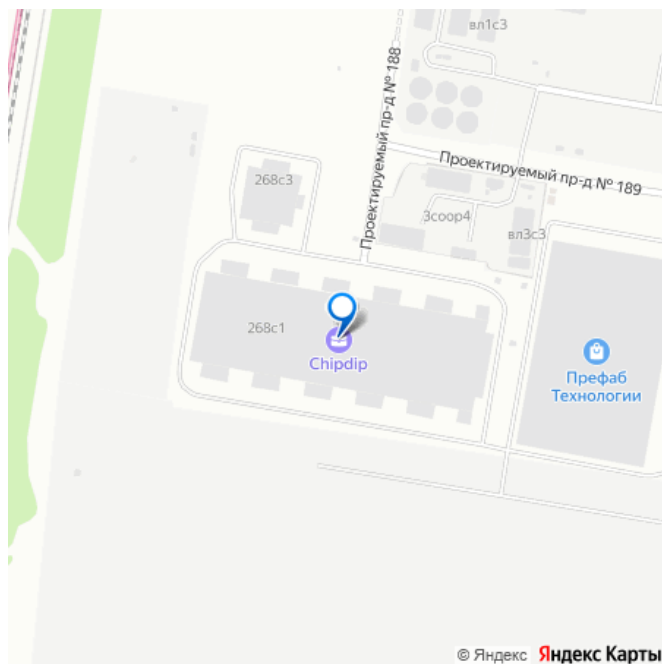 вл1с3
Проектируемый пр-д № 188
Проектируемый пр-д № 189
268с3
3соор4
вл3с3
268с1
Chipdip
Префаб
Технологии
© Яндекс Яндекс Карты